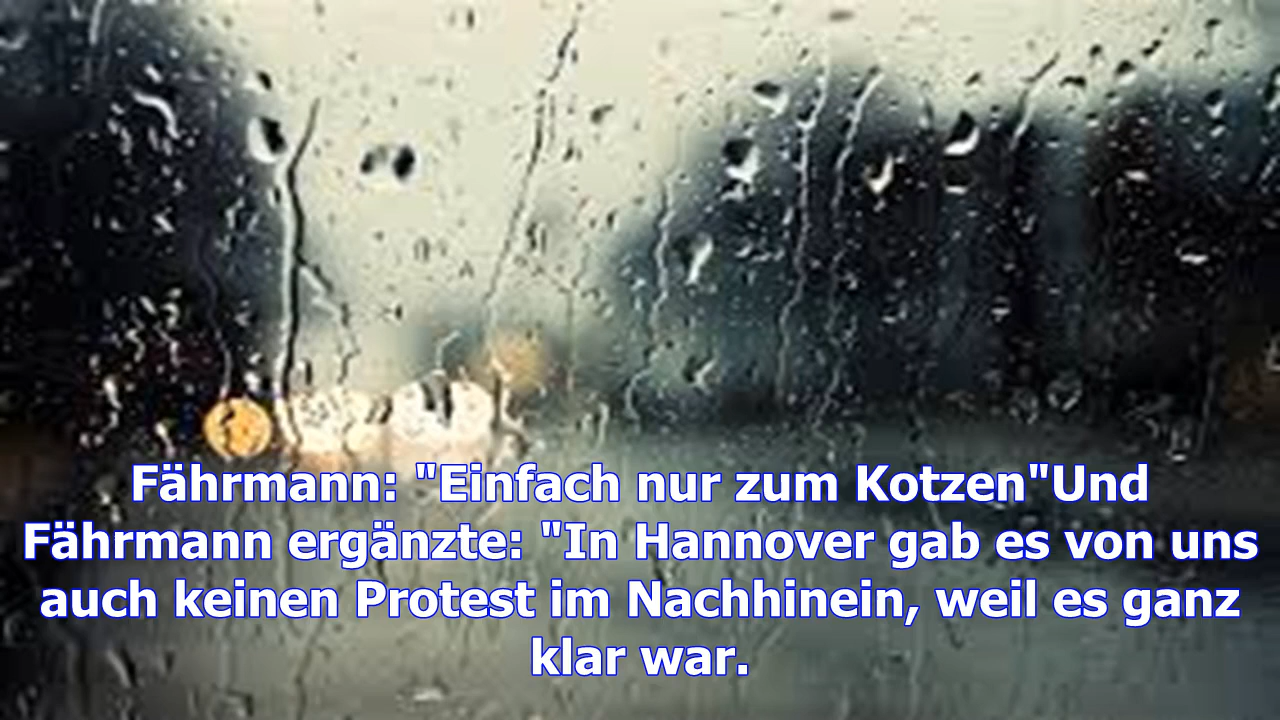 Fährmann: "Einfach nur zum Kotzen"Und
Fährmann ergänzte: "In Hannover gab es von uns
auch keinen Protest im Nachhinein, weil es ganz
klar war.